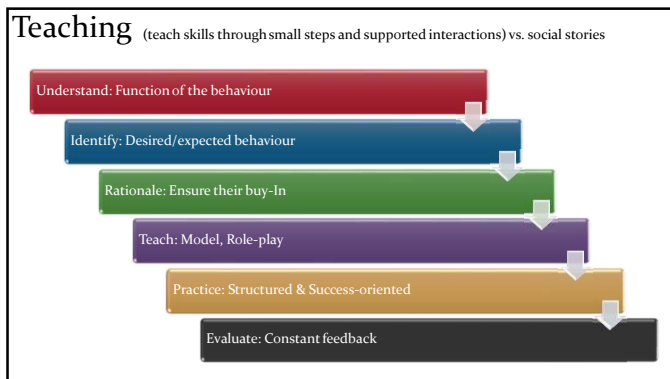 Teaching (teach skills through small steps and supported interactions) vs. social stories
Understand: Function of the behaviour
Identify: Desired/expected behaviour
Rationale: Ensure their buy-In
Teach: Model, Role-play
Practice: Structured & Success-oriented
Evaluate: Constant feedback